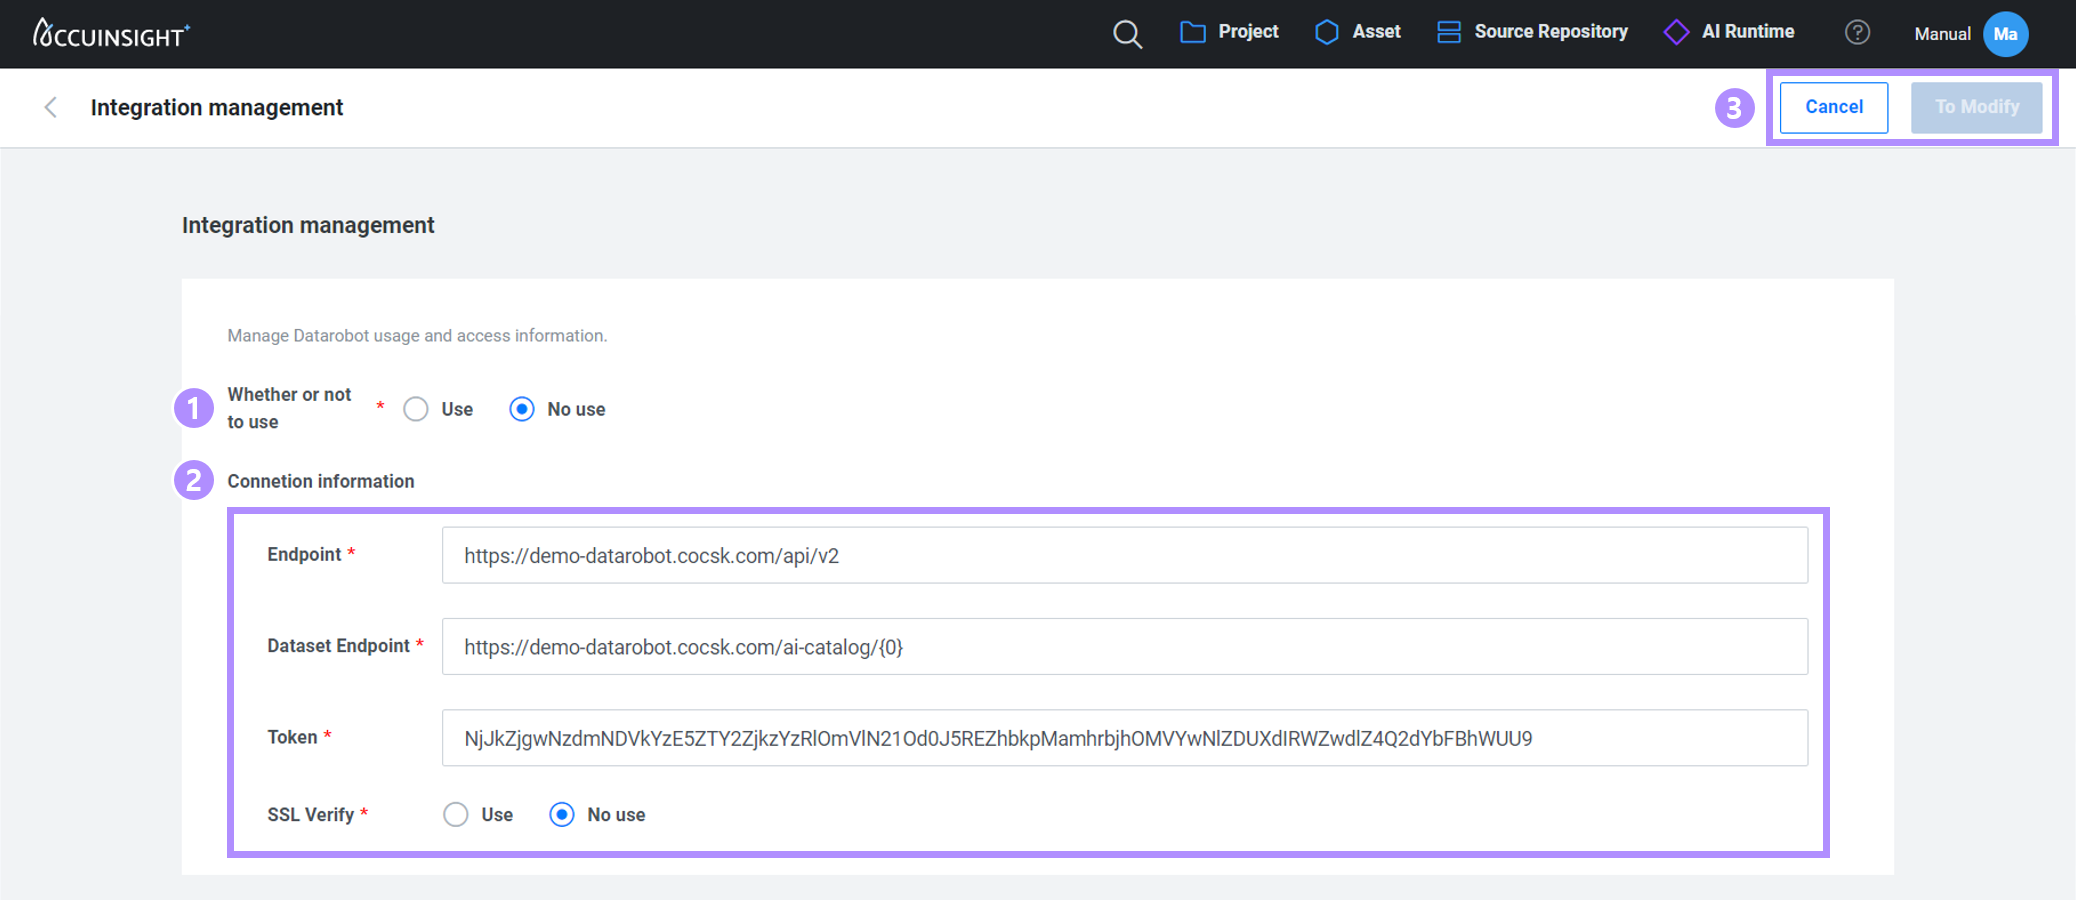 ACCUINSIGHT+
Project
Asset
Source Repository
AI Runtime
?
Manual
Ma
Integration management
3
Cancel
To Modify
Integration management
Manage Datarobot usage and access information.
1
Whether or not
to use
*
Use
No use
2
Connetion information
Endpoint *
https://demo-datarobot.cocsk.com/api/v2
Dataset Endpoint *
https://demo-datarobot.cocsk.com/ai-catalog/{0}
Token *
NjJkZjgwNzdmNDVkYzE5ZTY2ZjkzYzRlOmVlN21Od0J5REZhbkpMamhrbjhOMVYwNlZDUXdIRWZwdlZ4Q2dYbFBhWUU9
SSL Verify *
Use
No use